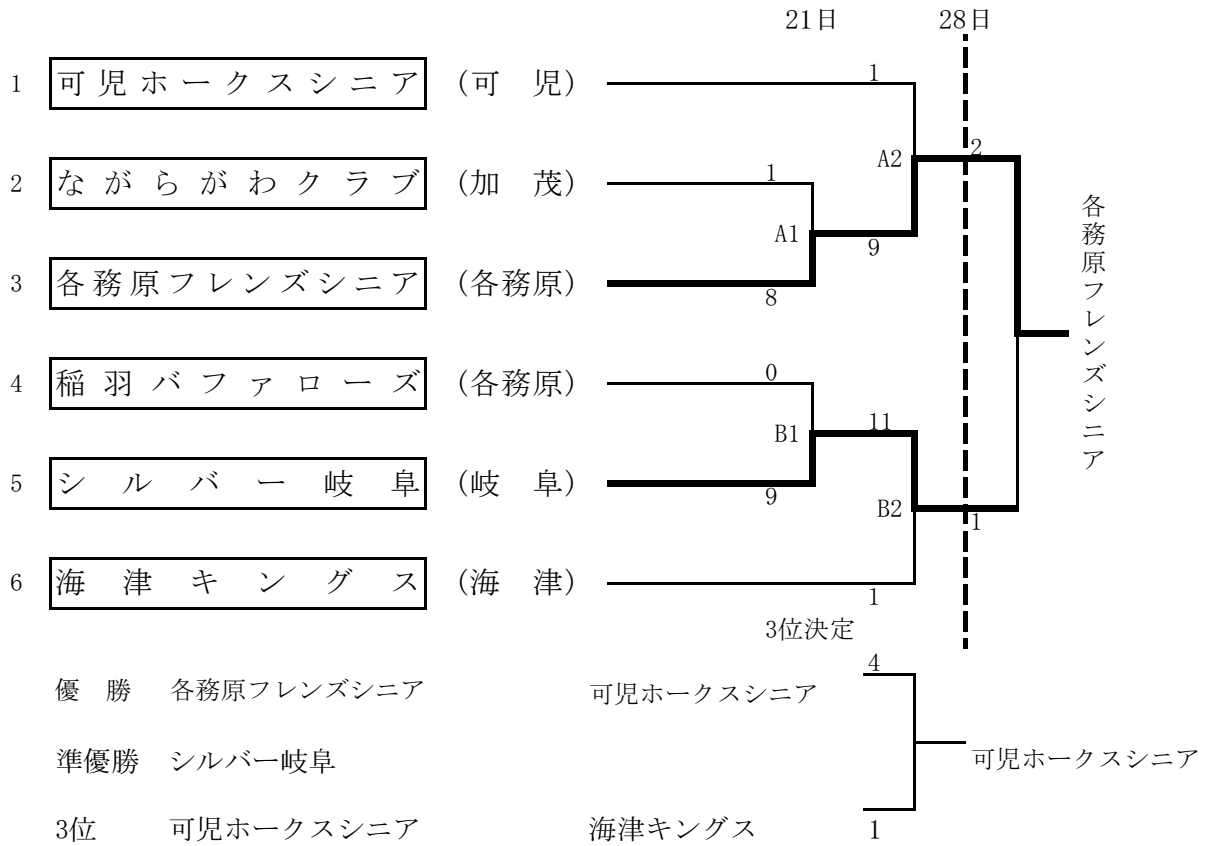 21日 28日
1 可児ホークスシニア (可 児) 1
A2 2
2 ながらがわクラブ (加 茂) 1
A1 9
3 各務原フレンズシニア (各務原) 8
各務原フレンズシニア
4 稲羽バファローズ (各務原) 0
B1 11
5 シルバー岐阜 (岐 阜) 9
B2 1
6 海津キングス (海 津) 1
3位決定
優 勝 各務原フレンズシニア 可児ホークスシニア 4
準優勝 シルバー岐阜 可児ホークスシニア
3位 可児ホークスシニア 海津キングス 1